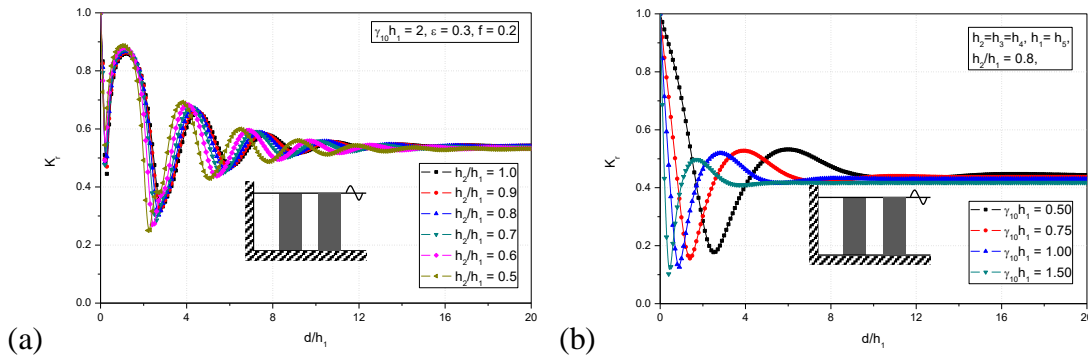 γ₁₀h₁ = 2, ε = 0.3, f = 0.2
1.0
0.8
0.6
0.4
0.2
0.0
Kᵣ
h₂/h₁ = 1.0
h₂/h₁ = 0.9
h₂/h₁ = 0.8
h₂/h₁ = 0.7
h₂/h₁ = 0.6
h₂/h₁ = 0.5
0 4 8 12 16 20
d/h₁
(a)
h₂=h₃=h₄, h₁= h₅,
h₂/h₁ = 0.8,
1.0
0.8
0.6
0.4
0.2
0.0
Kᵣ
γ₁₀h₁ = 0.50
γ₁₀h₁ = 0.75
γ₁₀h₁ = 1.00
γ₁₀h₁ = 1.50
0 4 8 12 16 20
d/h₁
(b)